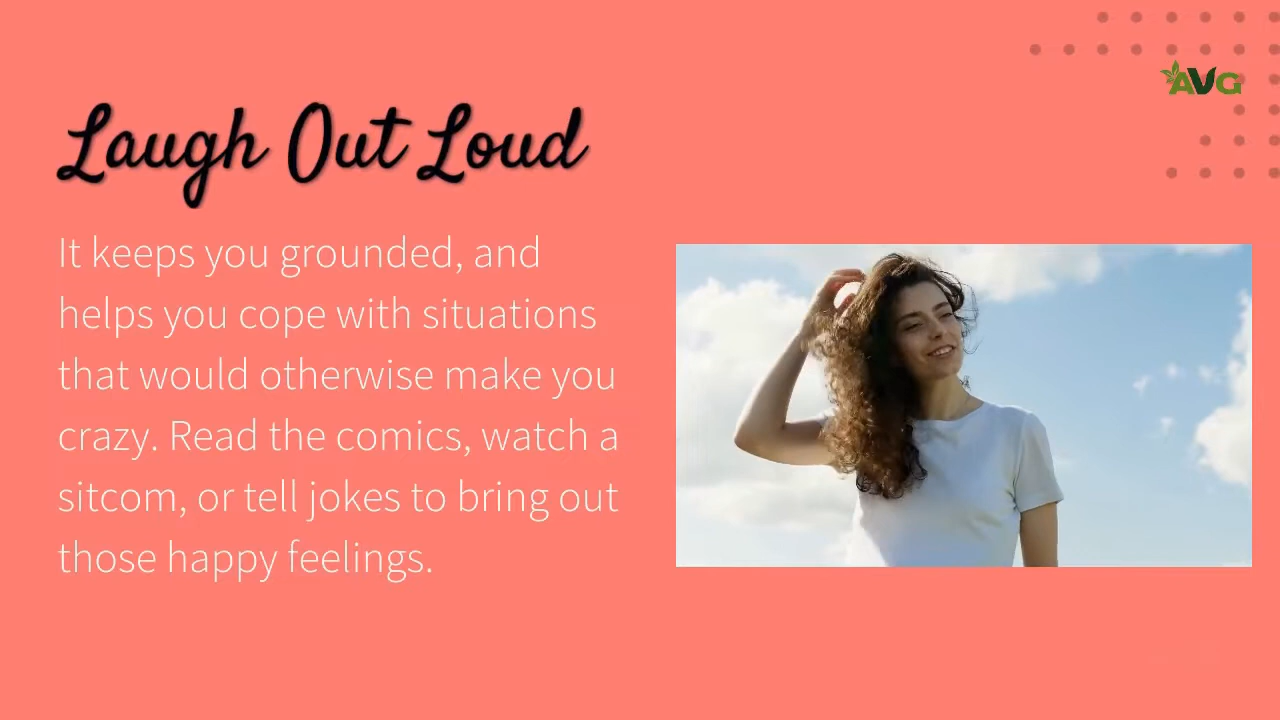 AVG
Laugh Out Loud
It keeps you grounded, and
helps you cope with situations
that would otherwise make you
crazy. Read the comics, watch a
sitcom, or tell jokes to bring out
those happy feelings.